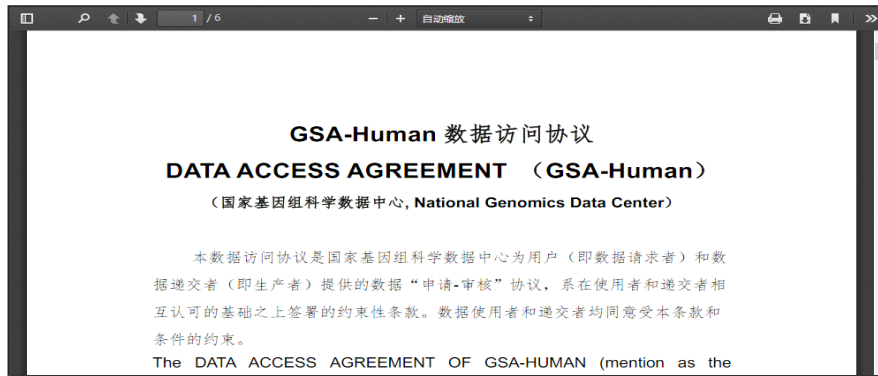 1 / 6
自动缩放
GSA-Human 数据访问协议
DATA ACCESS AGREEMENT （GSA-Human）
（国家基因组科学数据中心, National Genomics Data Center）
本数据访问协议是国家基因组科学数据中心为用户（即数据请求者）和数
据递交者（即生产者）提供的数据“申请-审核”协议，系在使用者和递交者相
互认可的基础之上签署的约束性条款。数据使用者和递交者均同意受本条款和
条件的约束。
The DATA ACCESS AGREEMENT OF GSA-HUMAN (mention as the